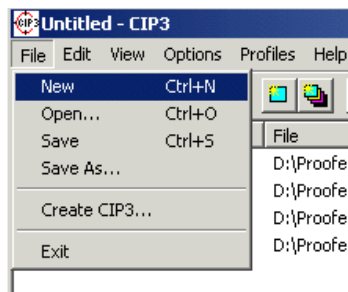 Untitled - CIP3
File Edit View Options Profiles Help
New Ctrl+N
Open... Ctrl+O
Save Ctrl+S
Save As...
Create CIP3...
Exit
File
D:\Proofe
D:\Proofe
D:\Proofe
D:\Proofe